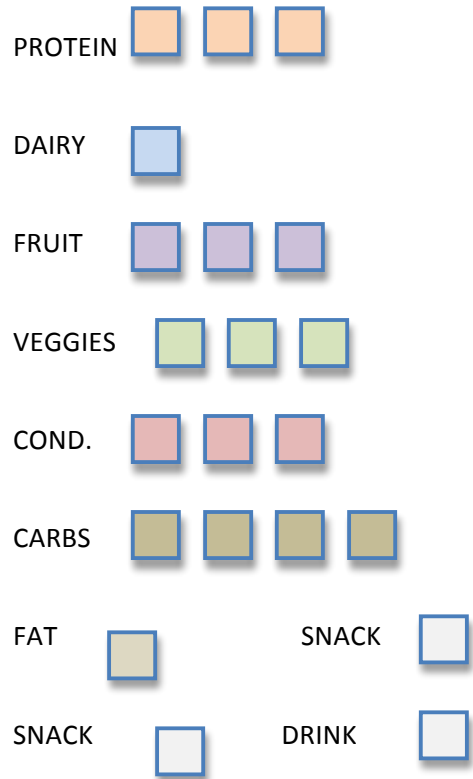 PROTEIN
DAIRY
FRUIT
VEGGIES
COND.
CARBS
FAT SNACK
SNACK DRINK